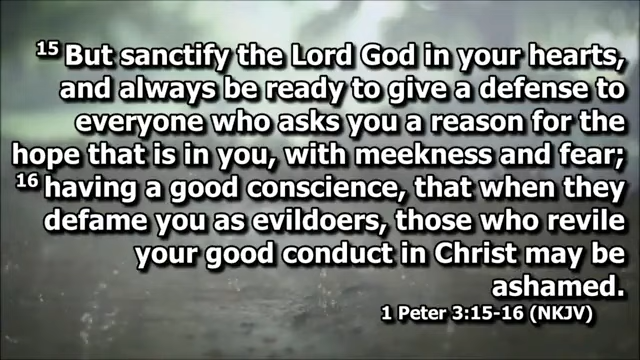 15 But sanctify the Lord God in your hearts,
and always be ready to give a defense to
everyone who asks you a reason for the
hope that is in you, with meekness and fear;
16 having a good conscience, that when they
defame you as evildoers, those who revile
your good conduct in Christ may be
ashamed.
1 Peter 3:15-16 (NKJV)